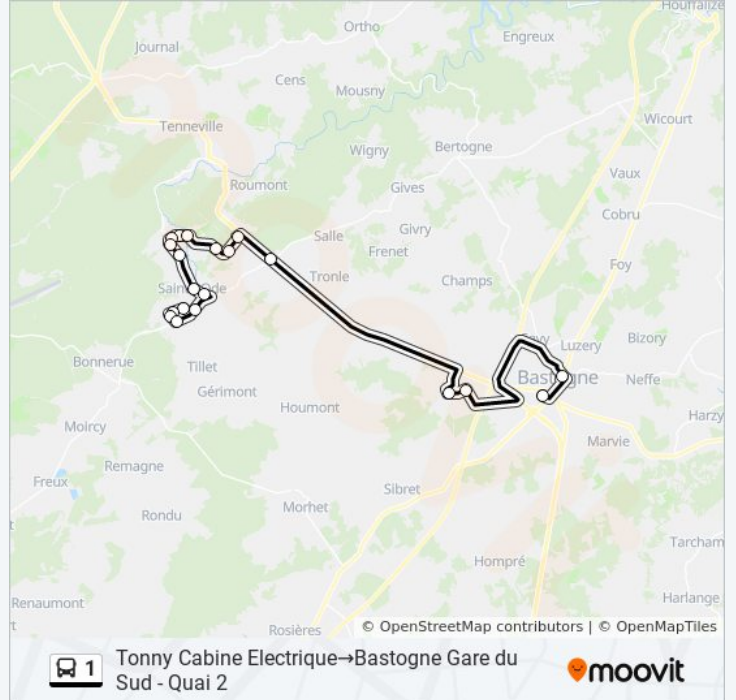 Houffalize
Ortho
Engreux
Journal
Cens
Mousny
Wicourt
Tenneville
Bertogne
Wigny
Vaux
Roumont
Gives
Cobru
Givry
Salle
Frenet
Foy
Tronle
Champs
Bizory
Luzery
Bonnerue
Tillet
Bastogne
Neffe
Gérimont
Houmont
Harzy
Moircy
Marvie
Remagne
Freux
Sibret
Morhet
Rondu
Tarcham
Hompré
Renaumont
Harlange
Rosières
© OpenStreetMap contributors | © OpenMapTiles
1
Tonny Cabine Electrique→Bastogne Gare du
Sud - Quai 2
moovit